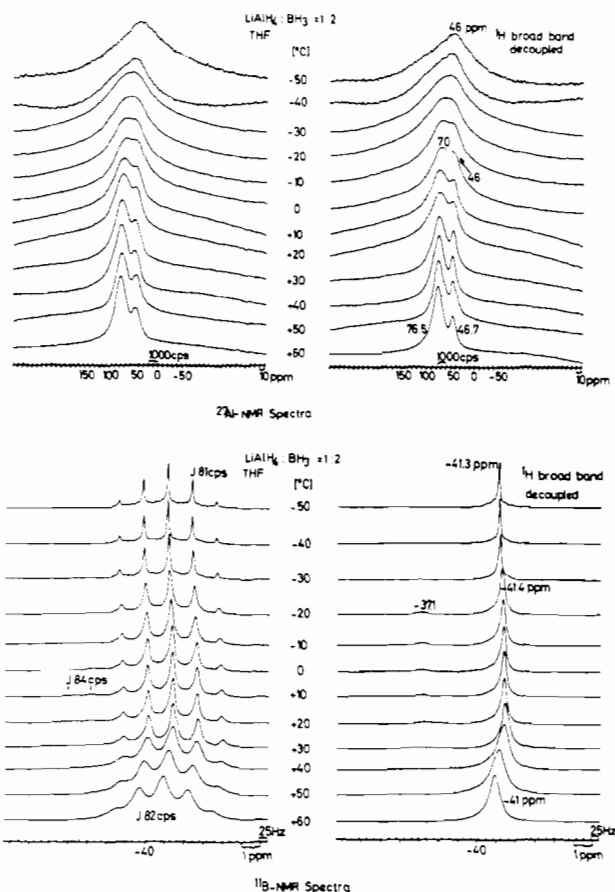 LiAlH4 : BH3 = 1:2
THF
[°C]
-50
-40
-30
-20
-10
0
+10
+20
+30
+40
+50
+60
46 ppm
1H broad band
decoupled
70
46
76.5
46.7
1000cps
150 100 50 0 -50
10ppm
1000cps
150 100 50 0 -50
10ppm
27Al-NMR Spectra
LiAlH4 : BH3 = 1:2
THF
[°C]
J 81cps
-50
-40
-30
-20
-10
0
+10
+20
+30
+40
+50
+60
J 84cps
J 82cps
-41.3 ppm
1H broad band
decoupled
-41.4 ppm
-37.1
-41 ppm
-40
25Hz
1ppm
-40
25Hz
1ppm
11B-NMR Spectra